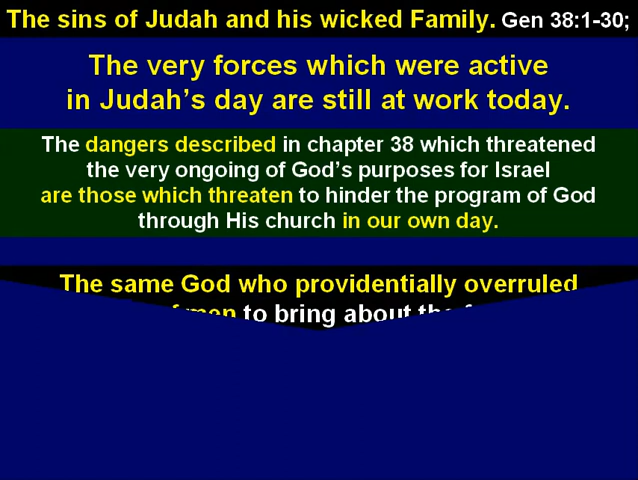 The sins of Judah and his wicked Family. Gen 38:1-30;
The very forces which were active
in Judah's day are still at work today.
The dangers described in chapter 38 which threatened
the very ongoing of God's purposes for Israel
are those which threaten to hinder the program of God
through His church in our own day.
The same God who providentially overruled
men to bring about the